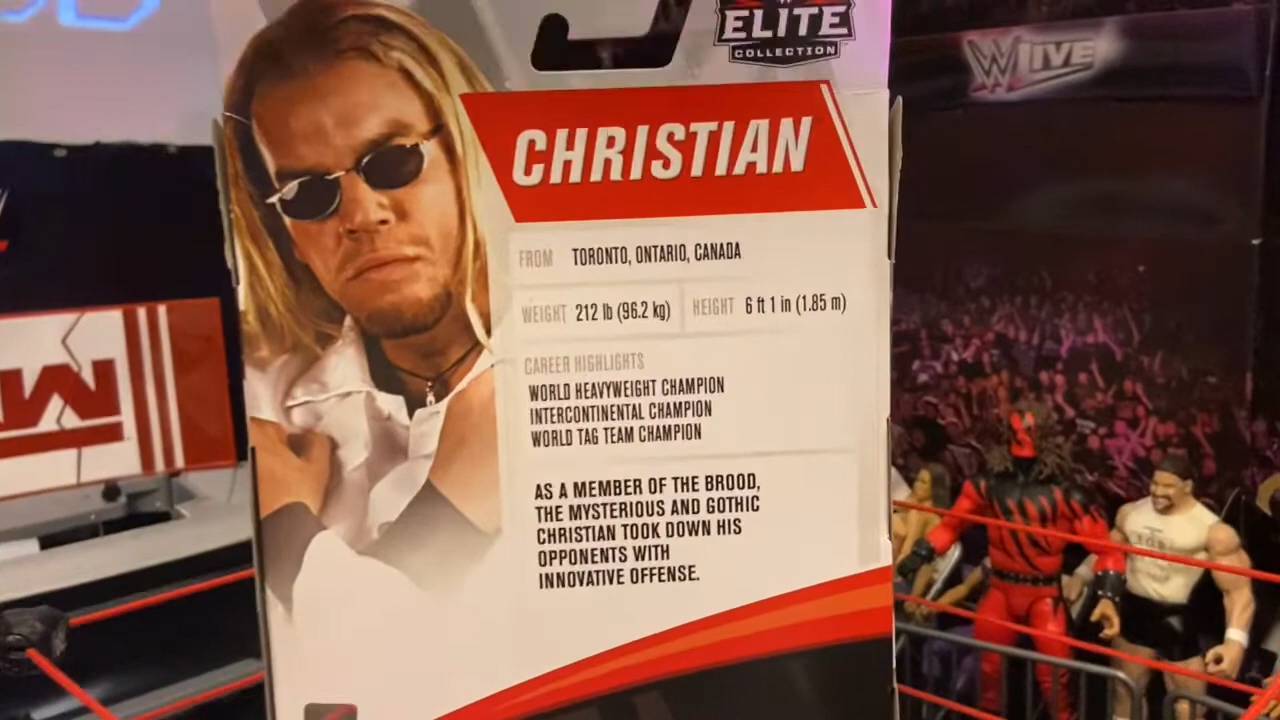 ELITE
COLLECTION
W LIVE
CHRISTIAN
FROM TORONTO, ONTARIO, CANADA
WEIGHT 212 lb (96.2 kg) HEIGHT 6 ft 1 in (1.85 m)
CAREER HIGHLIGHTS
WORLD HEAVYWEIGHT CHAMPION
INTERCONTINENTAL CHAMPION
WORLD TAG TEAM CHAMPION
AS A MEMBER OF THE BROOD,
THE MYSTERIOUS AND GOTHIC
CHRISTIAN TOOK DOWN HIS
OPPONENTS WITH
INNOVATIVE OFFENSE.